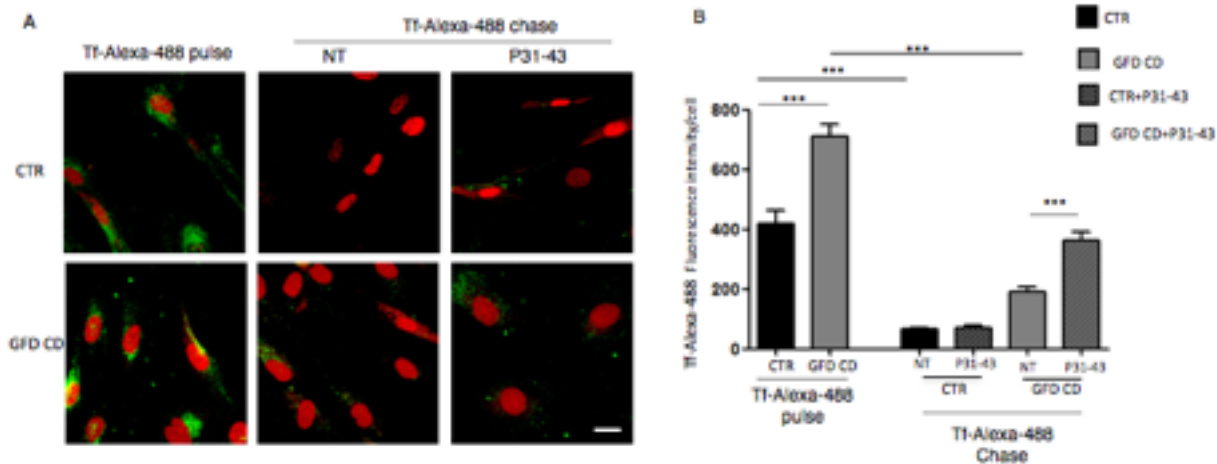 A
Tf-Alexa-488 chase
Tf-Alexa-488 pulse
NT
P31-43
CTR
GFD CD
B
CTR
GFD CD
CTR+P31-43
GFD CD+P31-43
***
***
***
***
Tf-Alexa-488 Fluorescence intensity/cell
800
600
400
200
0
CTR GFD CD
NT P31-43 NT P31-43
CTR GFD CD
Tf-Alexa-488
pulse
Tf-Alexa-488
Chase